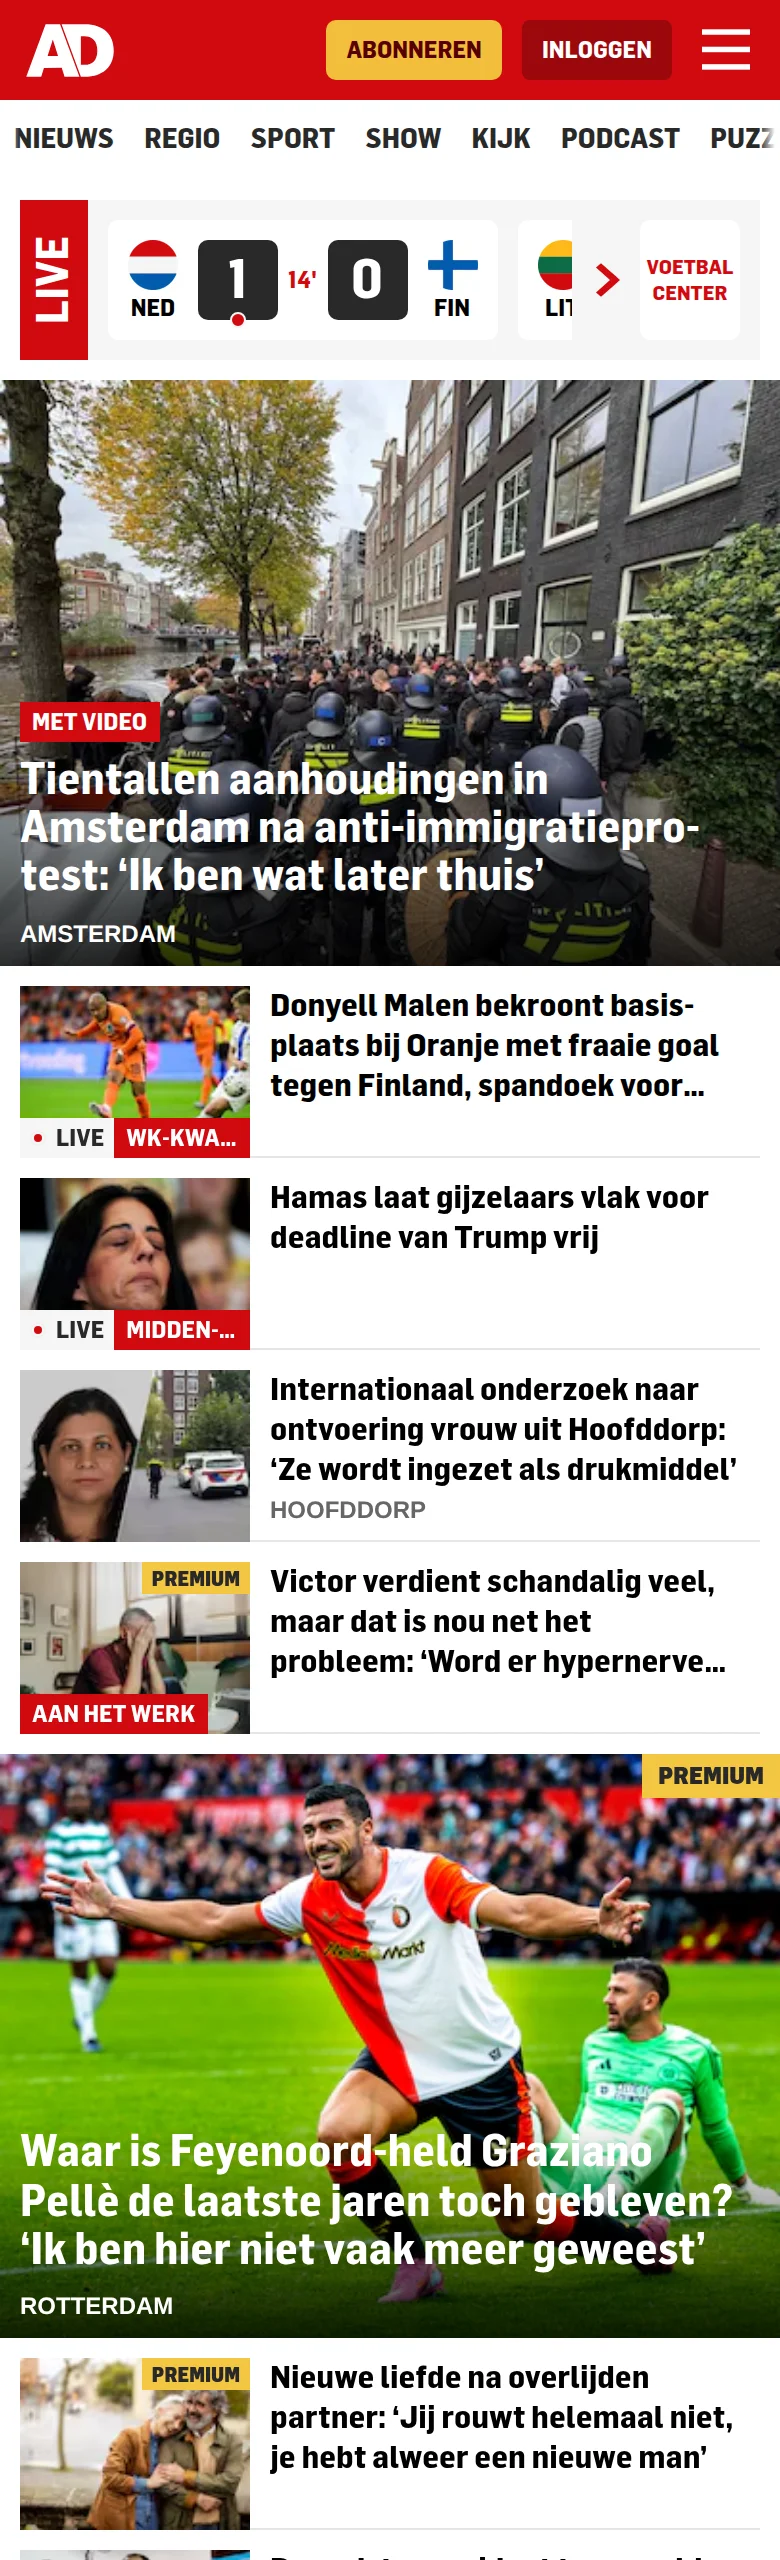 AD
ABONNEREN
INLOGGEN
NIEUWS REGIO SPORT SHOW KIJK PODCAST PUZZ
LIVE
NED
1
14'
0
FIN
LIT
VOETBAL
CENTER
MET VIDEO
Tientallen aanhoudingen in
Amsterdam na anti-immigratiepro-
test: ‘Ik ben wat later thuis’
AMSTERDAM
Donyell Malen bekroont basis-
plaats bij Oranje met fraaie goal
tegen Finland, spandoek voor...
LIVE WK-KWA...
Hamas laat gijzelaars vlak voor
deadline van Trump vrij
LIVE MIDDEN-...
Internationaal onderzoek naar
ontvoering vrouw uit Hoofddorp:
‘Ze wordt ingezet als drukmiddel’
HOOFDDORP
PREMIUM
Victor verdient schandalig veel,
maar dat is nou net het
probleem: ‘Word er hypernerve...
AAN HET WERK
PREMIUM
Media Markt
Waar is Feyenoord-held Graziano
Pellè de laatste jaren toch gebleven?
‘Ik ben hier niet vaak meer geweest’
ROTTERDAM
PREMIUM
Nieuwe liefde na overlijden
partner: ‘Jij rouwt helemaal niet,
je hebt alweer een nieuwe man’